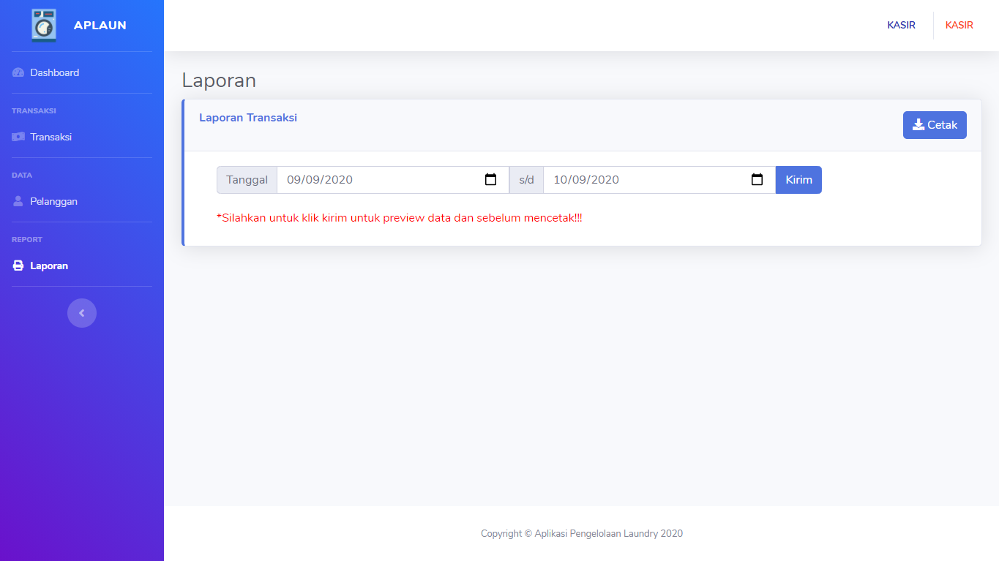 APLAUN
KASIR KASIR
Dashboard
TRANSAKSI
Transaksi
DATA
Pelanggan
REPORT
Laporan
Laporan
Laporan Transaksi
Cetak
Tanggal 09/09/2020 s/d 10/09/2020 Kirim
*Silahkan untuk klik kirim untuk preview data dan sebelum mencetak!!!
Copyright © Aplikasi Pengelolaan Laundry 2020